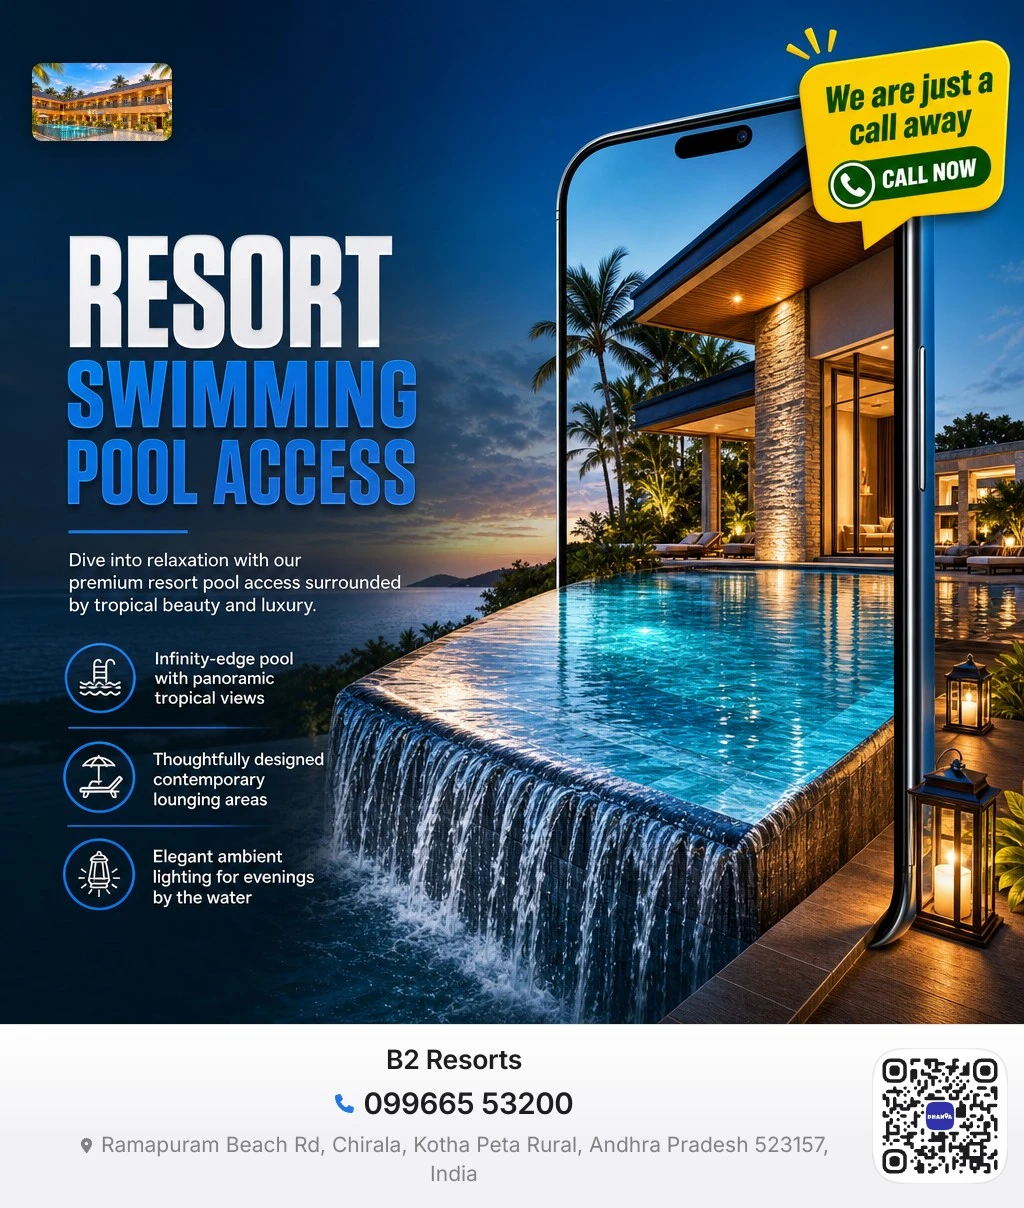 We are just a
call away
CALL NOW
RESORT
SWIMMING
POOL ACCESS
Dive into relaxation with our
premium resort pool access surrounded
by tropical beauty and luxury.
Infinity-edge pool
with panoramic
tropical views
Thoughtfully designed
contemporary
lounging areas
Elegant ambient
lighting for evenings
by the water
B2 Resorts
099665 53200
Ramapuram Beach Rd, Chirala, Kotha Peta Rural, Andhra Pradesh 523157,
India
DHANDA